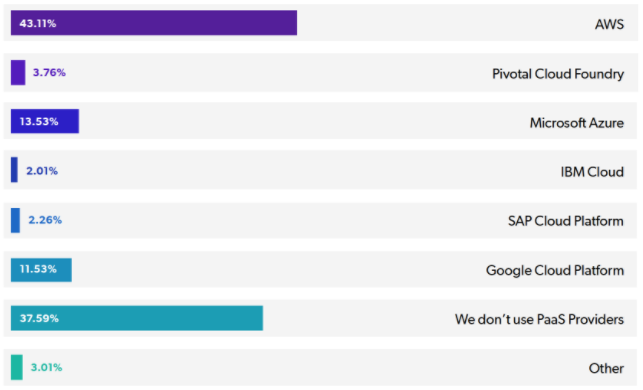 43.11% AWS
3.76% Pivotal Cloud Foundry
13.53% Microsoft Azure
2.01% IBM Cloud
2.26% SAP Cloud Platform
11.53% Google Cloud Platform
37.59% We don’t use PaaS Providers
3.01% Other